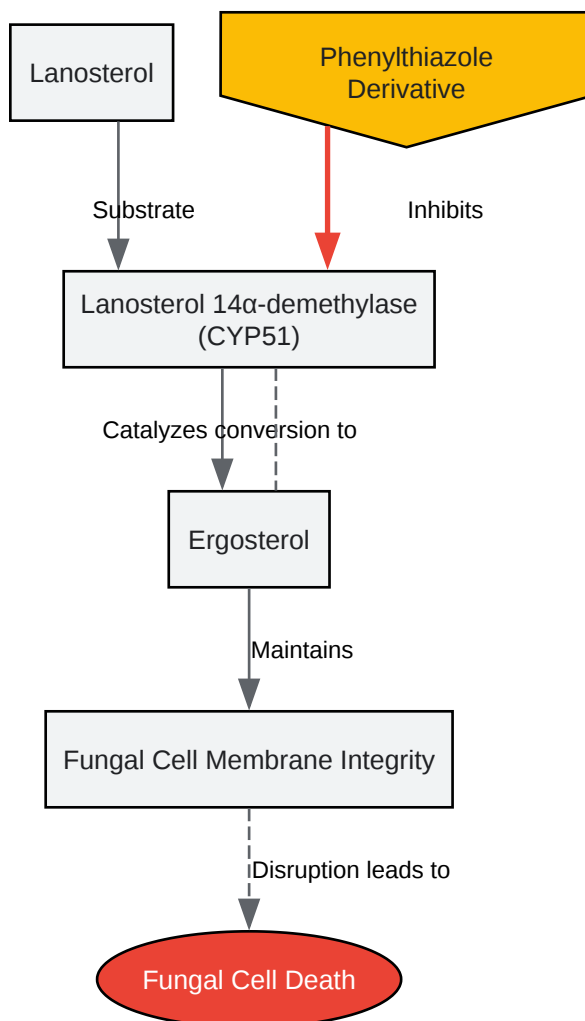 Lanosterol
Phenylthiazole
Derivative
Substrate
Inhibits
Lanosterol 14α-demethylase
(CYP51)
Catalyzes conversion to
Ergosterol
Maintains
Fungal Cell Membrane Integrity
Disruption leads to
Fungal Cell Death